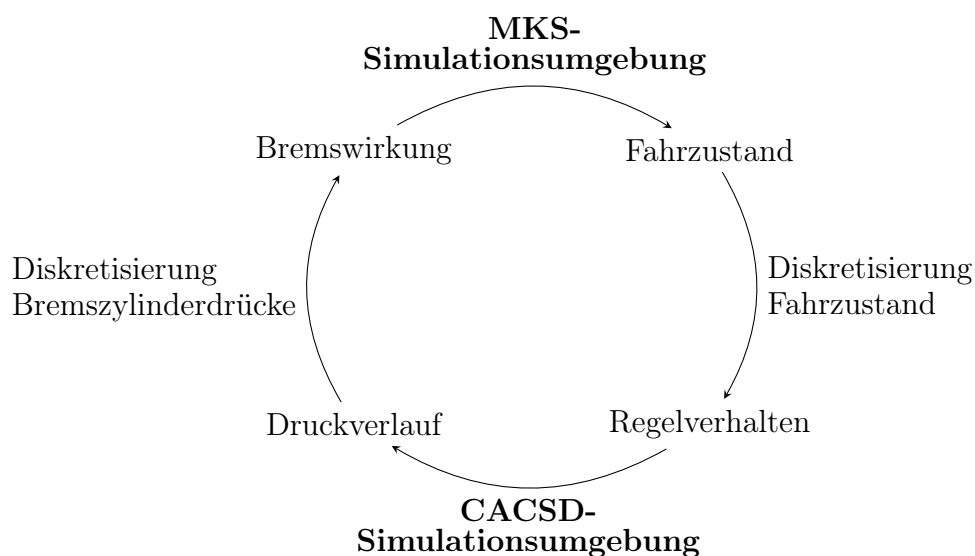 MKS-
Simulationsumgebung
Bremswirkung
Fahrzustand
Diskretisierung
Bremszylinderdrücke
Diskretisierung
Fahrzustand
Druckverlauf
Regelverhalten
CACSD-
Simulationsumgebung